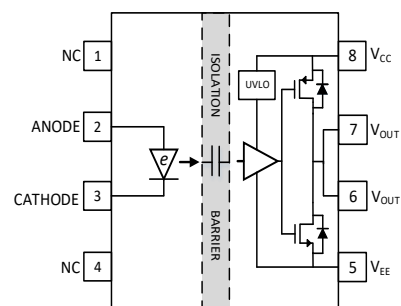 NC 1
ANODE 2
CATHODE 3
NC 4
e
ISOLATION
BARRIER
UVLO
8 VCC
7 VOUT
6 VOUT
5 VEE